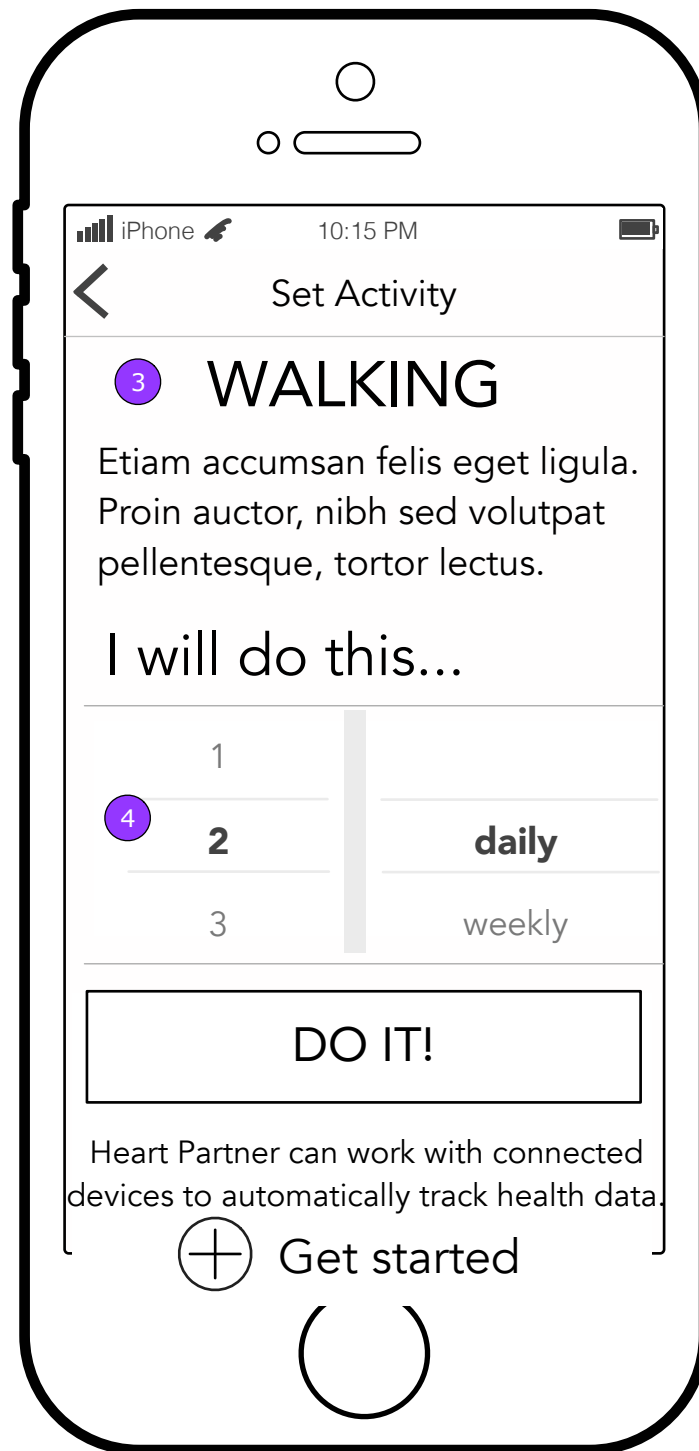 iPhone 10:15 PM
Set Activity
3 WALKING
Etiam accumsan felis eget ligula.
Proin auctor, nibh sed volutpat
pellentesque, tortor lectus.
I will do this...
1
4 2 daily
3 weekly
DO IT!
Heart Partner can work with connected
devices to automatically track health data.
Get started